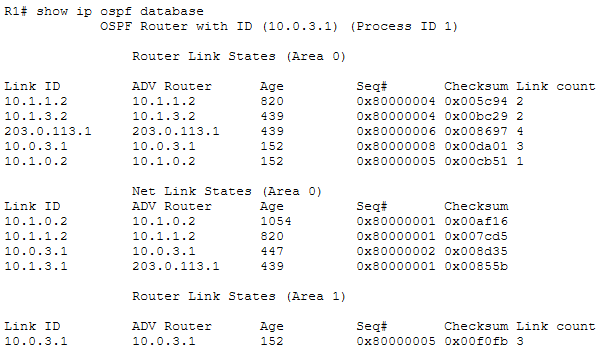 R1# show ip ospf database
OSPF Router with ID (10.0.3.1) (Process ID 1)
Router Link States (Area 0)
Link ID ADV Router Age Seq# Checksum Link count
10.1.1.2 10.1.1.2 820 0x80000004 0x005c94 2
10.1.3.2 10.1.3.2 439 0x80000004 0x00bc29 2
203.0.113.1 203.0.113.1 439 0x80000006 0x008697 4
10.0.3.1 10.0.3.1 152 0x80000008 0x00da01 3
10.1.0.2 10.1.0.2 152 0x80000005 0x00cb51 1
Net Link States (Area 0)
Link ID ADV Router Age Seq# Checksum
10.1.0.2 10.1.0.2 1054 0x80000001 0x00af16
10.1.1.2 10.1.1.2 820 0x80000001 0x007cd5
10.0.3.1 10.0.3.1 447 0x80000002 0x008d35
10.1.3.1 203.0.113.1 439 0x80000001 0x00855b
Router Link States (Area 1)
Link ID ADV Router Age Seq# Checksum Link count
10.0.3.1 10.0.3.1 152 0x80000005 0x00f0fb 3